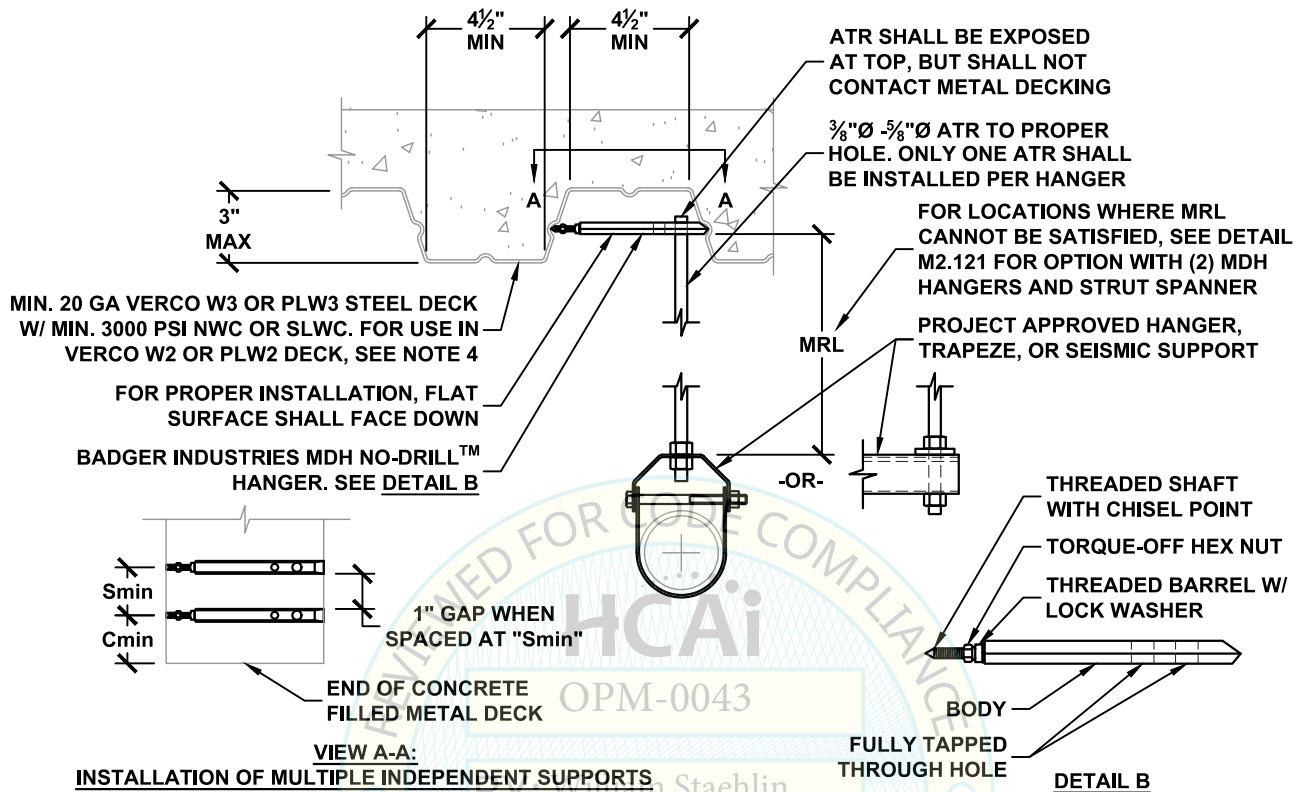 4½"
MIN
4½"
MIN
ATR SHALL BE EXPOSED
AT TOP, BUT SHALL NOT
CONTACT METAL DECKING
⅜"Ø -⅝"Ø ATR TO PROPER
HOLE. ONLY ONE ATR SHALL
BE INSTALLED PER HANGER
A
A
3"
MAX
FOR LOCATIONS WHERE MRL
CANNOT BE SATISFIED, SEE DETAIL
M2.121 FOR OPTION WITH (2) MDH
HANGERS AND STRUT SPANNER
MIN. 20 GA VERCO W3 OR PLW3 STEEL DECK
W/ MIN. 3000 PSI NWC OR SLWC. FOR USE IN
VERCO W2 OR PLW2 DECK, SEE NOTE 4
MRL
PROJECT APPROVED HANGER,
TRAPEZE, OR SEISMIC SUPPORT
FOR PROPER INSTALLATION, FLAT
SURFACE SHALL FACE DOWN
BADGER INDUSTRIES MDH NO-DRILL™
HANGER. SEE DETAIL B
-OR-
THREADED SHAFT
WITH CHISEL POINT
TORQUE-OFF HEX NUT
THREADED BARREL W/
LOCK WASHER
Smin
Cmin
1" GAP WHEN
SPACED AT "Smin"
END OF CONCRETE
FILLED METAL DECK
VIEW A-A:
INSTALLATION OF MULTIPLE INDEPENDENT SUPPORTS
BODY
FULLY TAPPED
THROUGH HOLE
DETAIL B
REVIEWED FOR CODE COMPLIANCE
HCAi
OPM-0043
BY: William Staehlin